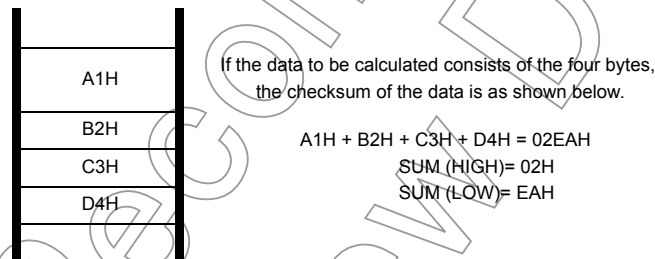 A1H
B2H
C3H
D4H
If the data to be calculated consists of the four bytes,
the checksum of the data is as shown below.
A1H + B2H + C3H + D4H = 02EAH
SUM (HIGH)= 02H
SUM (LOW)= EAH